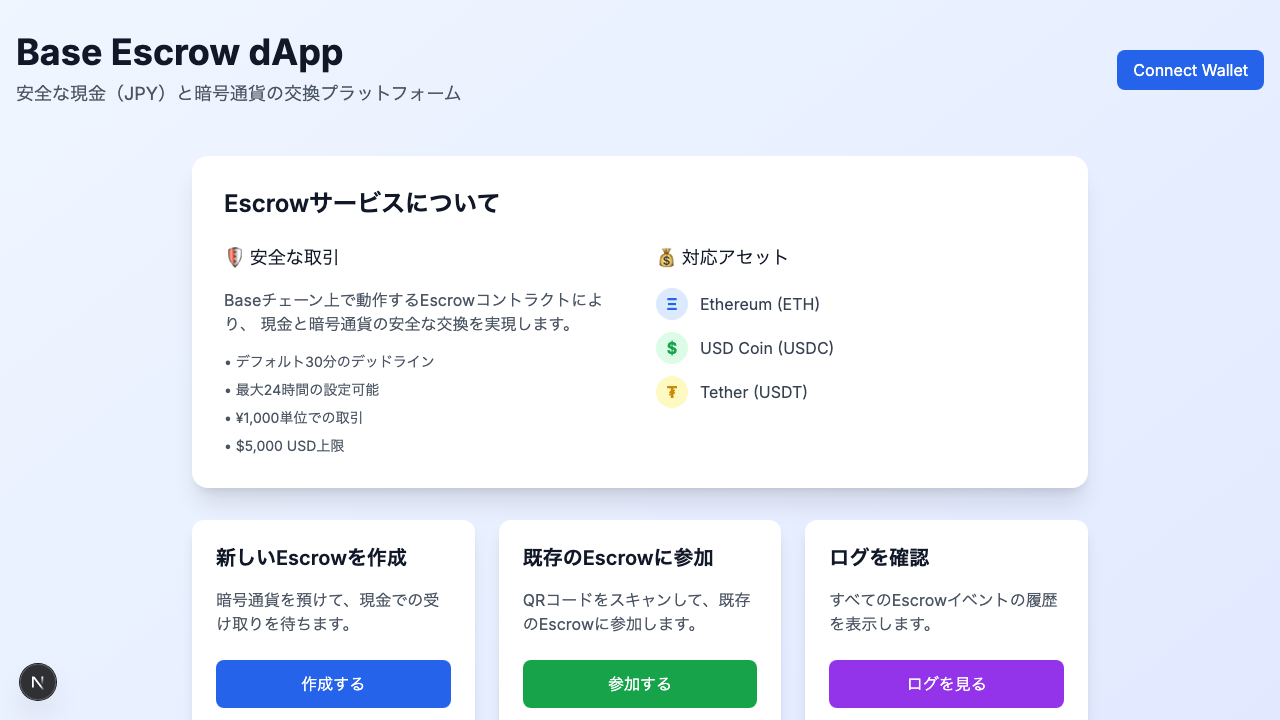 Base Escrow dApp
安全な現金（JPY）と暗号通貨の交換プラットフォーム
Connect Wallet
Escrowサービスについて
🛡️ 安全な取引
Baseチェーン上で動作するEscrowコントラクトによ
り、 現金と暗号通貨の安全な交換を実現します。
• デフォルト30分のデッドライン
• 最大24時間の設定可能
• ¥1,000単位での取引
• $5,000 USD上限
💰 対応アセット
Ξ Ethereum (ETH)
$ USD Coin (USDC)
₮ Tether (USDT)
新しいEscrowを作成
暗号通貨を預けて、現金での受
け取りを待ちます。
作成する
既存のEscrowに参加
QRコードをスキャンして、既存
のEscrowに参加します。
参加する
ログを確認
すべてのEscrowイベントの履歴
を表示します。
ログを見る
N